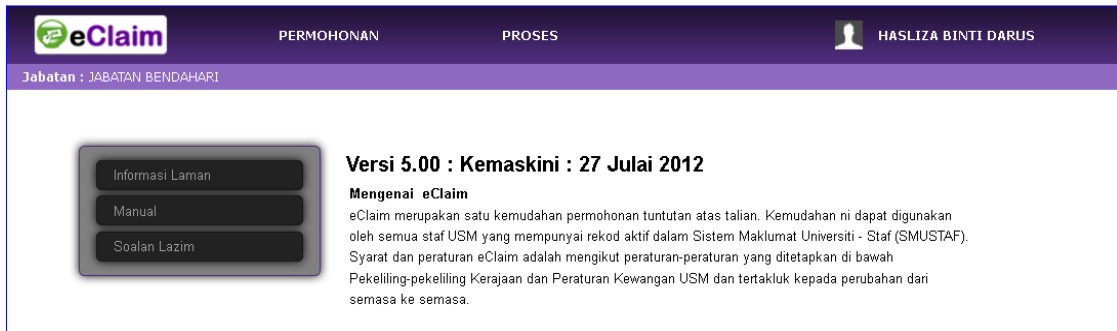 eClaim PERMOHONAN PROSES HASLIZA BINTI DARUS
Jabatan : JABATAN BENDAHARI
Informasi Laman
Manual
Soalan Lazim
Versi 5.00 : Kemaskini : 27 Julai 2012
Mengenai eClaim
eClaim merupakan satu kemudahan permohonan tuntutan atas talian. Kemudahan ni dapat digunakan
oleh semua staf USM yang mempunyai rekod aktif dalam Sistem Maklumat Universiti - Staf (SMUSTAF).
Syarat dan peraturan eClaim adalah mengikut peraturan-peraturan yang ditetapkan di bawah
Pekeliling-pekeliling Kerajaan dan Peraturan Kewangan USM dan tertakluk kepada perubahan dari
semasa ke semasa.